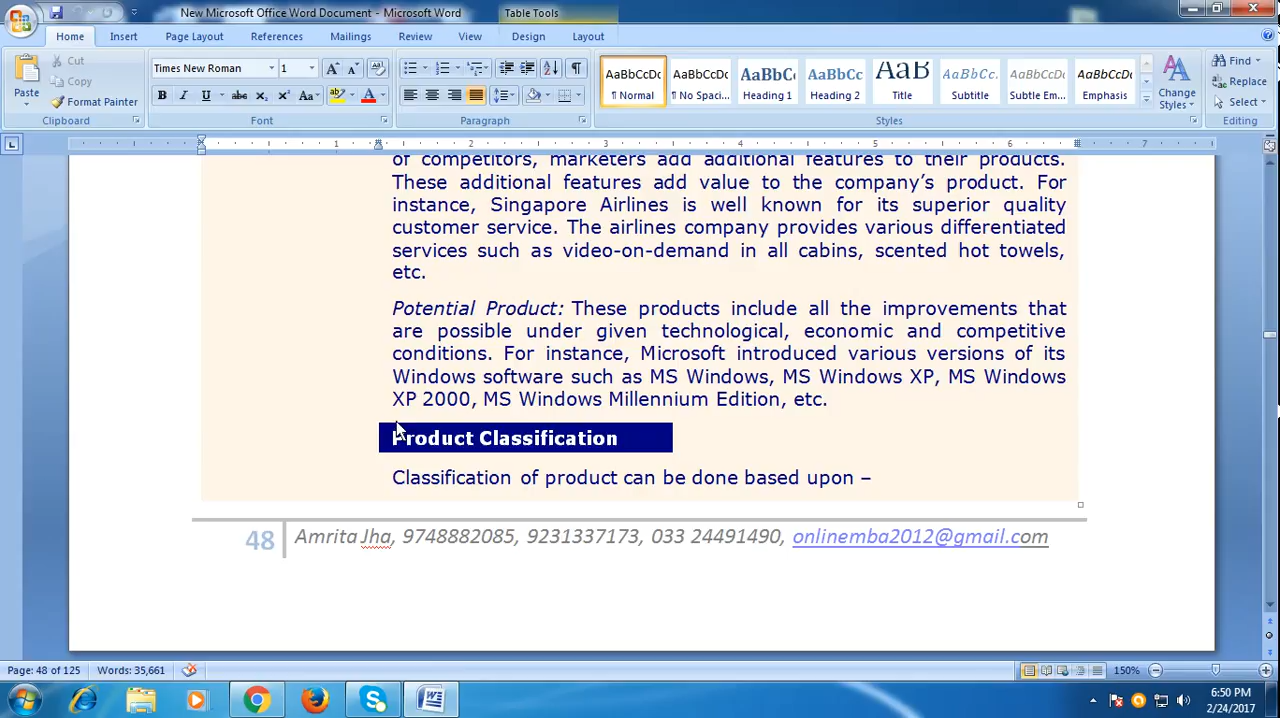 New Microsoft Office Word Document - Microsoft Word
Table Tools
Home Insert Page Layout References Mailings Review View Design Layout
Paste
Cut
Copy
Format Painter
Clipboard
Times New Roman 1
Font
Paragraph
AaBbCcDc AaBbCcDc AaBbC AaBbCc AaB AaBbCc. AaBbCcDc AaBbCcDc
¶ Normal ¶ No Spaci... Heading 1 Heading 2 Title Subtitle Subtle Em... Emphasis
Change Styles
Styles
Find
Replace
Select
Editing
1 1 2 3 4 5 6 7
of competitors, marketers add additional features to their products.
These additional features add value to the company’s product. For
instance, Singapore Airlines is well known for its superior quality
customer service. The airlines company provides various differentiated
services such as video-on-demand in all cabins, scented hot towels,
etc.
Potential Product: These products include all the improvements that
are possible under given technological, economic and competitive
conditions. For instance, Microsoft introduced various versions of its
Windows software such as MS Windows, MS Windows XP, MS Windows
XP 2000, MS Windows Millennium Edition, etc.
Product Classification
Classification of product can be done based upon –
48 Amrita Jha, 9748882085, 9231337173, 033 24491490, onlinemba2012@gmail.com
Page: 48 of 125 Words: 35,661 150%
6:50 PM
2/24/2017